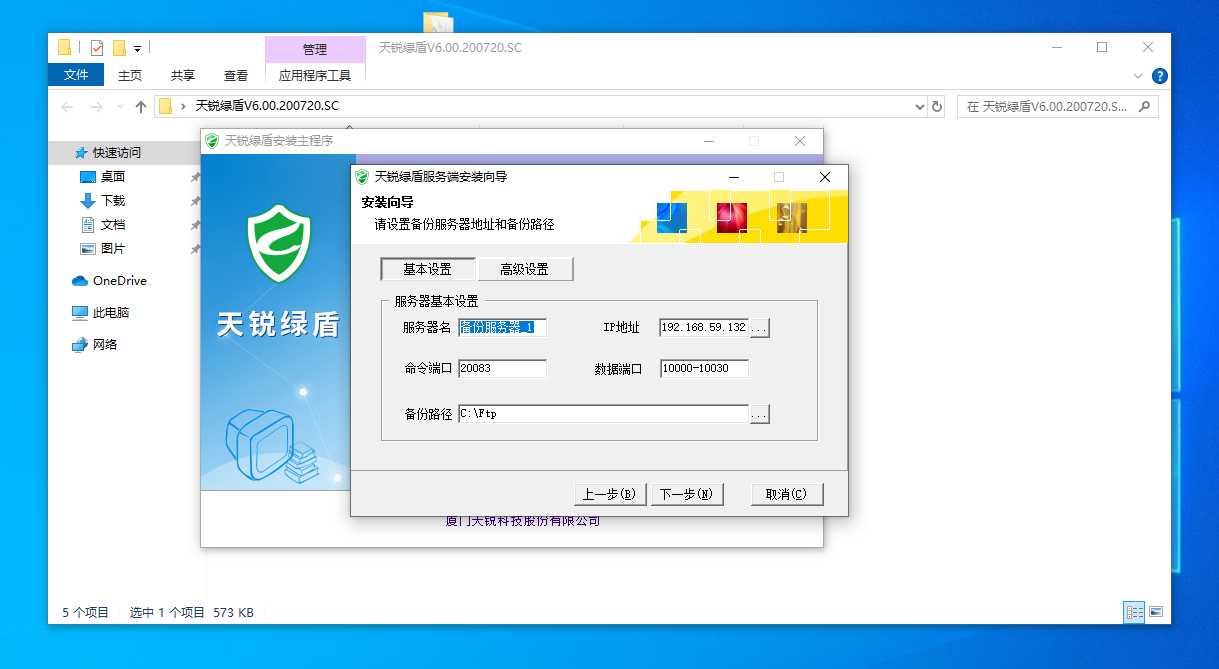 管理
天锐绿盾V6.00.200720.SC
文件
主页
共享
查看
应用程序工具
天锐绿盾V6.00.200720.SC
在 天锐绿盾V6.00.200720.S...
快速访问
桌面
下载
文档
图片
OneDrive
此电脑
网络
天锐绿盾安装主程序
天锐绿盾
厦门天锐科技股份有限公司
天锐绿盾服务端安装向导
安装向导
请设置备份服务器地址和备份路径
基本设置
高级设置
服务器基本设置
服务器名 备份服务器_1 IP地址 192.168.59.132 ...
命令端口 20083 数据端口 10000-10030
备份路径 C:\Ftp ...
上一步(B) 下一步(N) 取消(C)
5 个项目 选中 1 个项目 573 KB